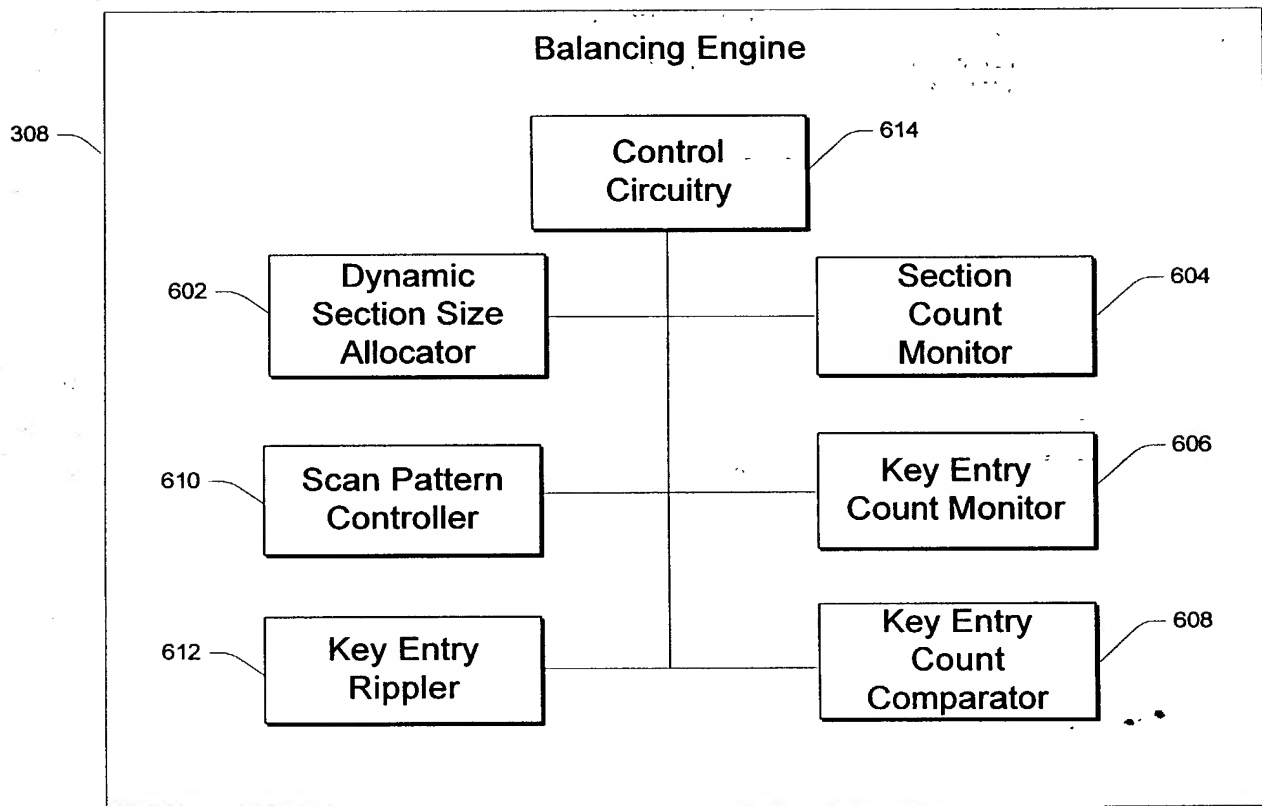 Balancing Engine
308
614
Control
Circuitry
602
Dynamic
Section Size
Allocator
Section
Count
Monitor
604
610
Scan Pattern
Controller
Key Entry
Count Monitor
606
612
Key Entry
Rippler
Key Entry
Count
Comparator
608